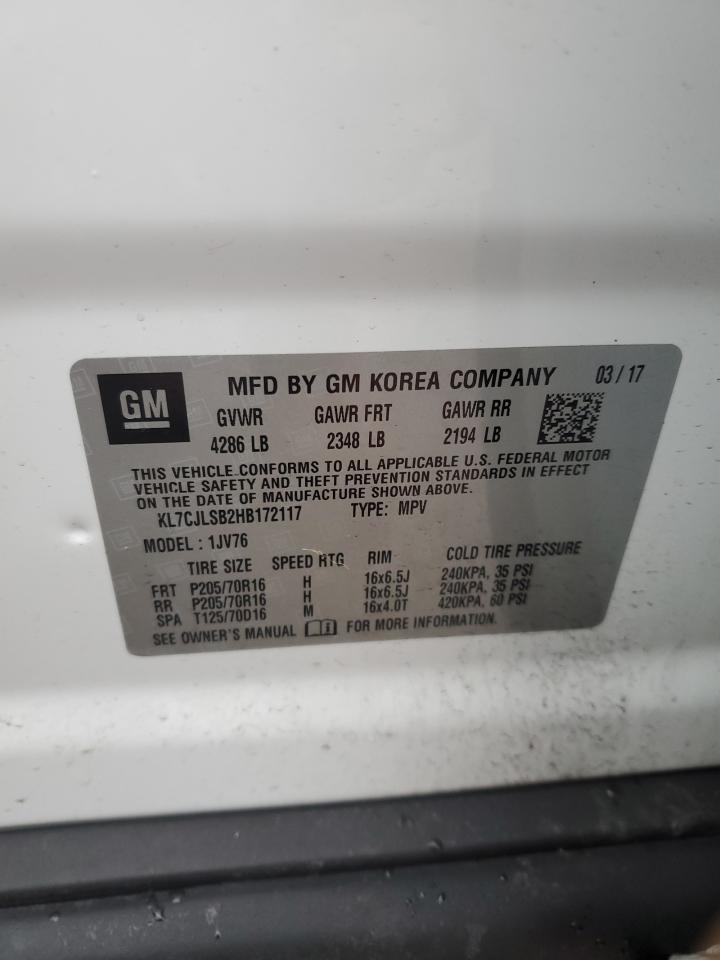 GM MFD BY GM KOREA COMPANY 03/17
GVWR GAWR FRT GAWR RR
4286 LB 2348 LB 2194 LB
THIS VEHICLE CONFORMS TO ALL APPLICABLE U.S. FEDERAL MOTOR
VEHICLE SAFETY AND THEFT PREVENTION STANDARDS IN EFFECT
ON THE DATE OF MANUFACTURE SHOWN ABOVE.
KL7CJLSB2HB172117 TYPE: MPV
MODEL : 1JV76
TIRE SIZE SPEED RTG RIM COLD TIRE PRESSURE
FRT P205/70R16 H 16x6.5J 240KPA, 35 PSI
RR P205/70R16 H 16x6.5J 240KPA, 35 PSI
SPA T125/70D16 M 16x4.0T 420KPA, 60 PSI
SEE OWNER'S MANUAL FOR MORE INFORMATION.